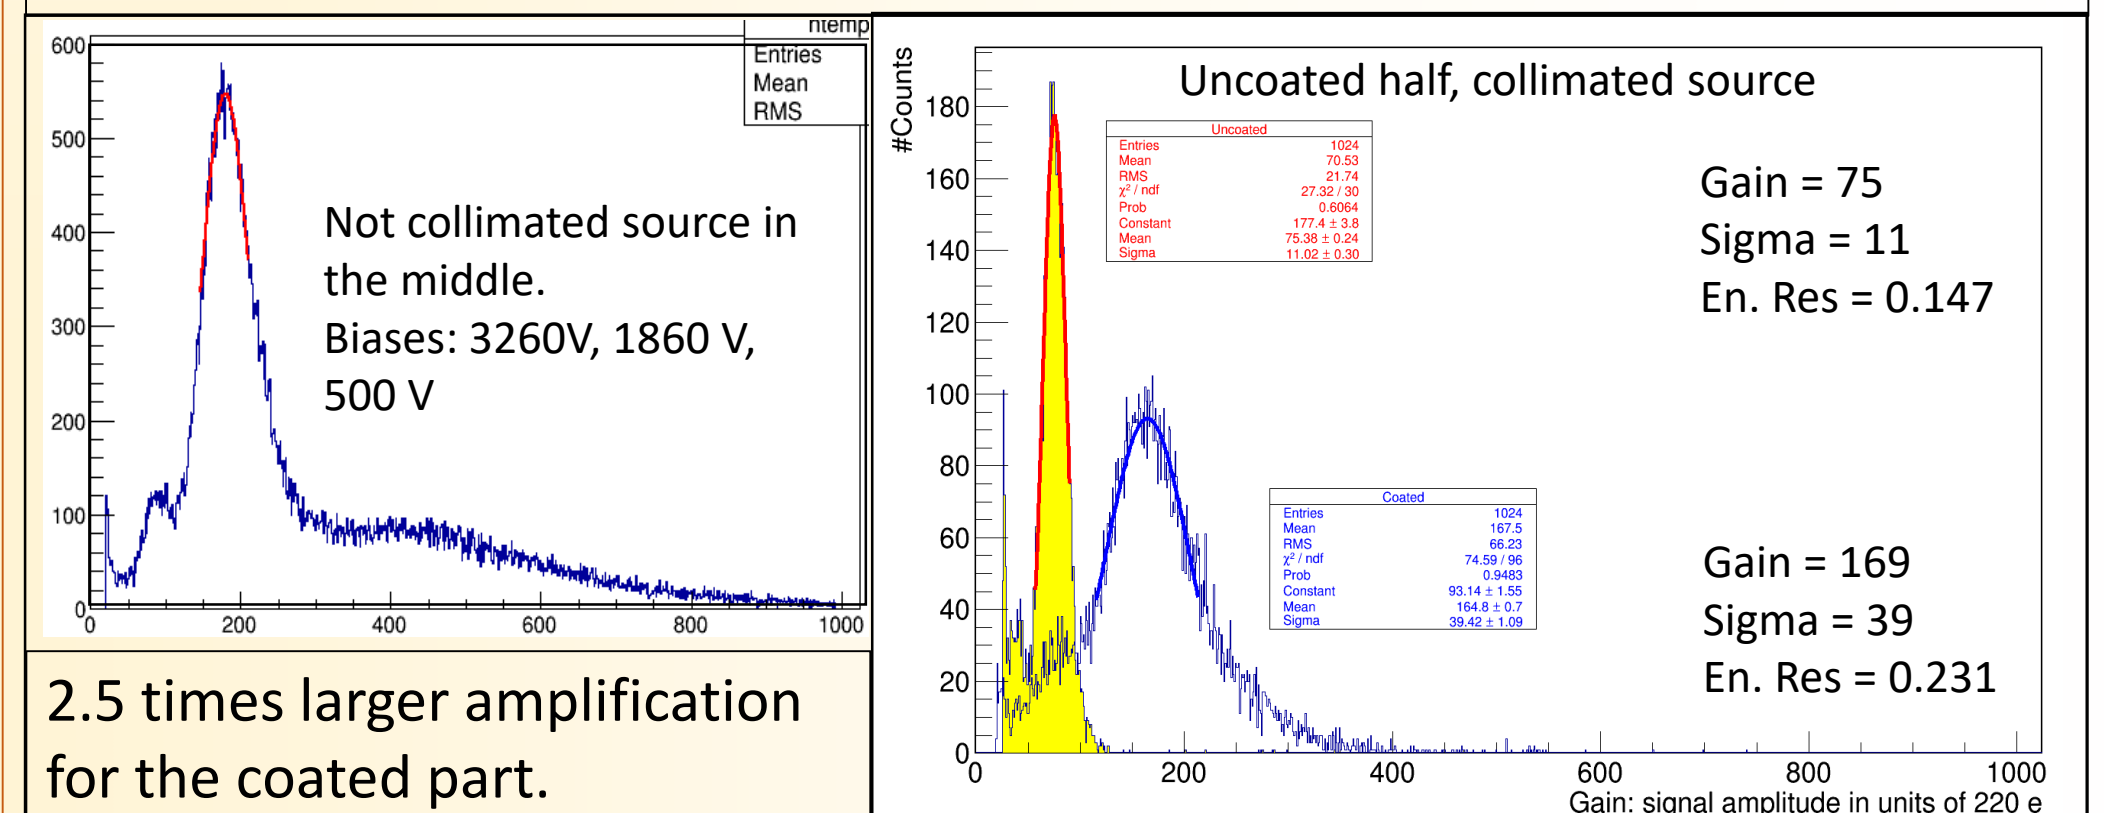 ntemp
Entries
Mean
RMS
600
500
400
300
200
100
0
0 200 400 600 800 1000
Not collimated source in
the middle.
Biases: 3260V, 1860 V,
500 V
2.5 times larger amplification
for the coated part.
#Counts
Uncoated half, collimated source
180
160
140
120
100
80
60
40
20
0
0 200 400 600 800 1000
Gain: signal amplitude in units of 220 e
Uncoated
Entries 1024
Mean 70.53
RMS 21.74
χ² / ndf 27.32 / 30
Prob 0.6064
Constant 177.4 ± 3.8
Mean 75.38 ± 0.24
Sigma 11.02 ± 0.30
Gain = 75
Sigma = 11
En. Res = 0.147
Coated
Entries 1024
Mean 167.5
RMS 66.23
χ² / ndf 74.59 / 96
Prob 0.9483
Constant 93.14 ± 1.55
Mean 164.8 ± 0.7
Sigma 39.42 ± 1.09
Gain = 169
Sigma = 39
En. Res = 0.231